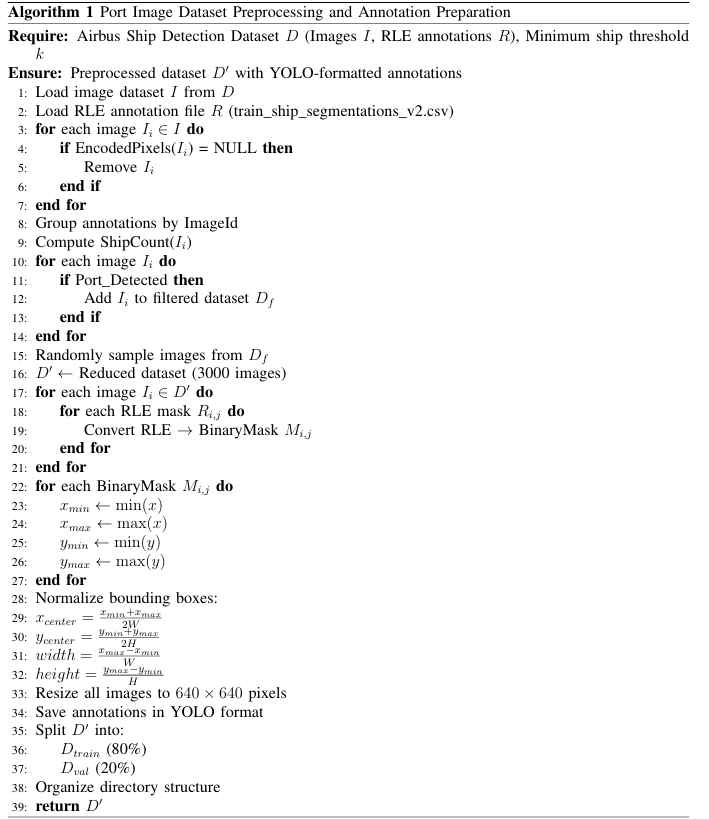 Algorithm 1 Port Image Dataset Preprocessing and Annotation Preparation
Require: Airbus Ship Detection Dataset D (Images I, RLE annotations R), Minimum ship threshold
k
Ensure: Preprocessed dataset D′ with YOLO-formatted annotations
1: Load image dataset I from D
2: Load RLE annotation file R (train_ship_segmentations_v2.csv)
3: for each image I_i ∈ I do
4: if EncodedPixels(I_i) = NULL then
5: Remove I_i
6: end if
7: end for
8: Group annotations by ImageId
9: Compute ShipCount(I_i)
10: for each image I_i do
11: if Port_Detected then
12: Add I_i to filtered dataset D_f
13: end if
14: end for
15: Randomly sample images from D_f
16: D′ ← Reduced dataset (3000 images)
17: for each image I_i ∈ D′ do
18: for each RLE mask R_{i,j} do
19: Convert RLE → BinaryMask M_{i,j}
20: end for
21: end for
22: for each BinaryMask M_{i,j} do
23: x_{min} ← min(x)
24: x_{max} ← max(x)
25: y_{min} ← min(y)
26: y_{max} ← max(y)
27: end for
28: Normalize bounding boxes:
29: x_{center} = \frac{x_{min}+x_{max}}{2W}
30: y_{center} = \frac{y_{min}+y_{max}}{2H}
31: width = \frac{x_{max}−x_{min}}{W}
32: height = \frac{y_{max}−y_{min}}{H}
33: Resize all images to 640 × 640 pixels
34: Save annotations in YOLO format
35: Split D′ into:
36: D_{train} (80%)
37: D_{val} (20%)
38: Organize directory structure
39: return D′